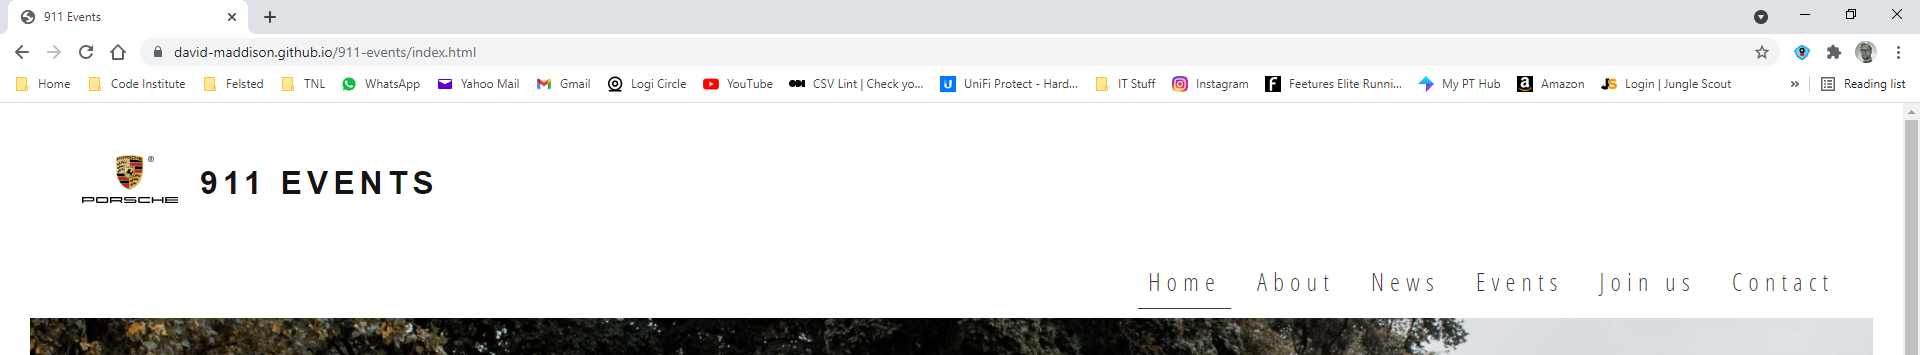 911 Events
david-maddison.github.io/911-events/index.html
Home Code Institute Felsted TNL WhatsApp Yahoo Mail Gmail Logi Circle YouTube CSV Lint | Check yo... UniFi Protect - Hard... IT Stuff Instagram Feetures Elite Runni... My PT Hub Amazon Login | Jungle Scout » Reading list
PORSCHE ® 911 EVENTS
Home About News Events Join us Contact